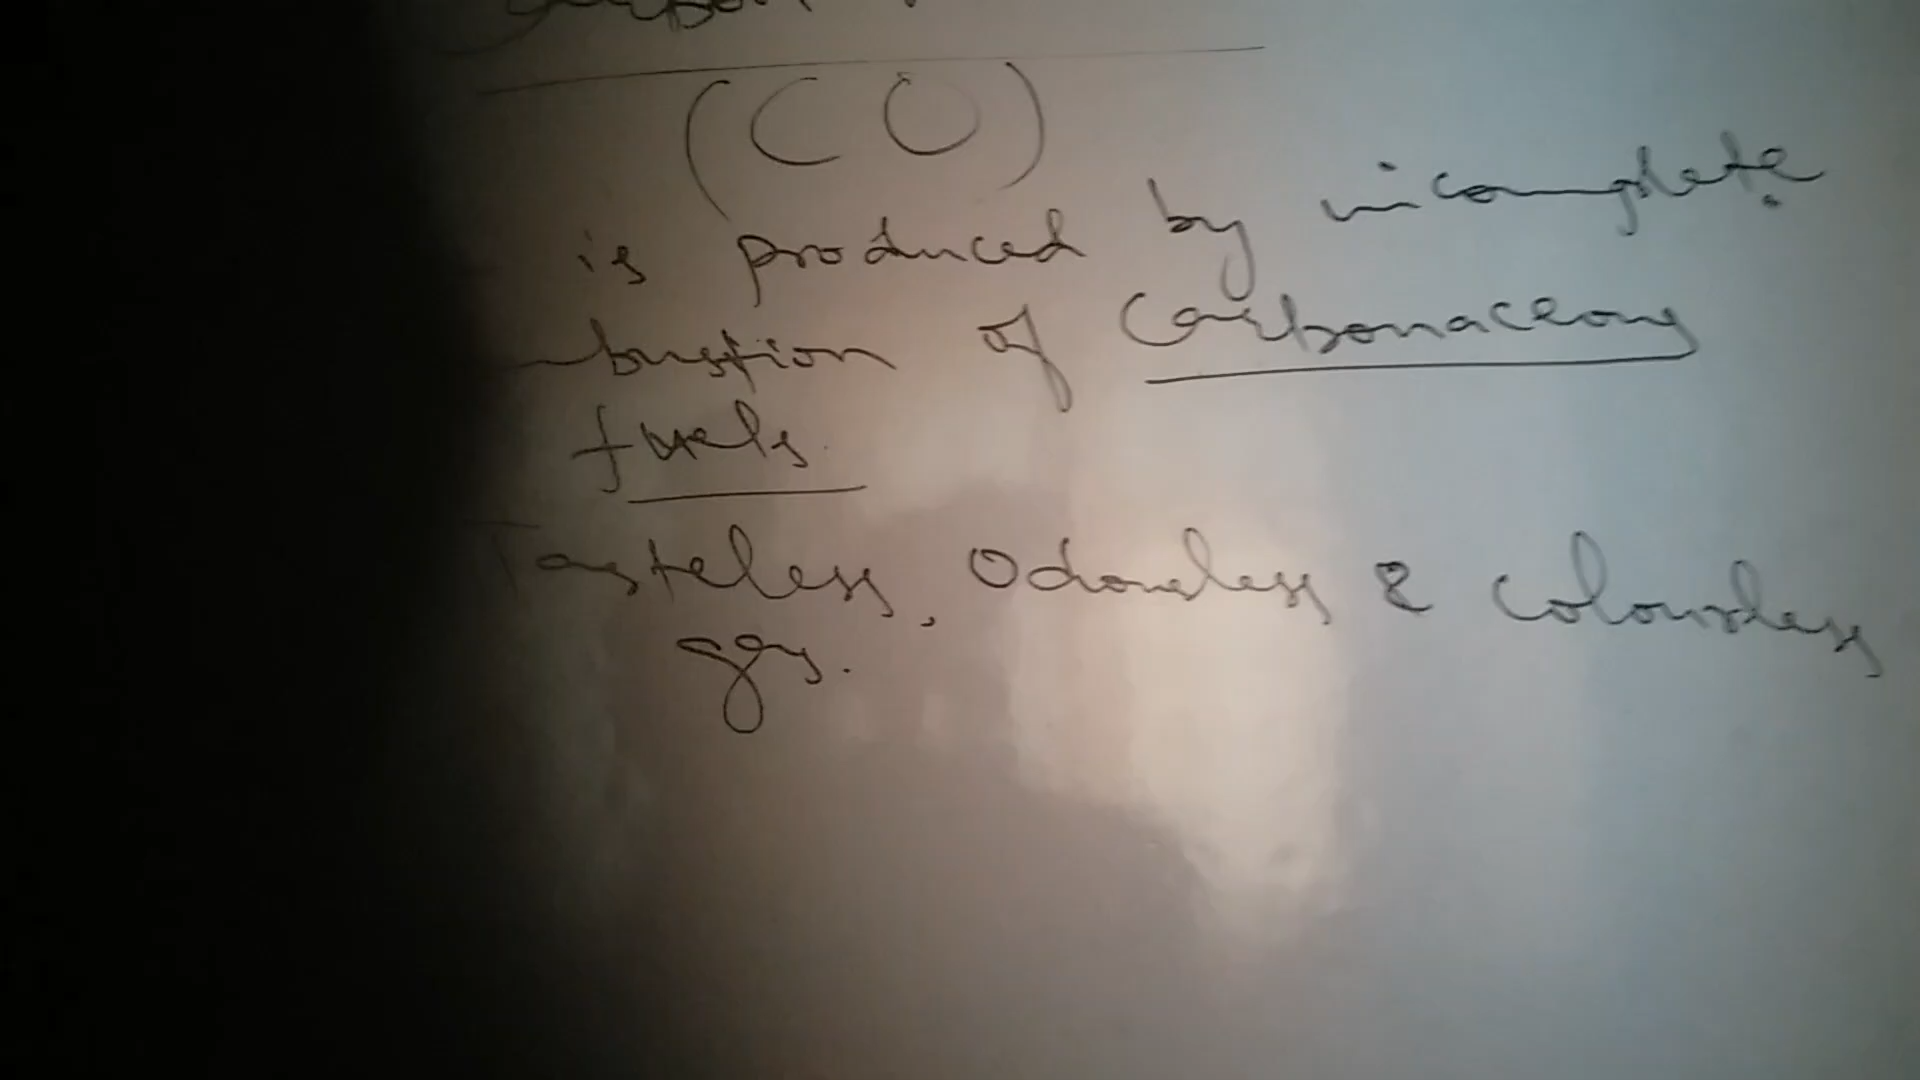 (CO)
is produced by incomplete
bustion of Carbonaceous
fuels.
Tasteless, Odourless & colourless
gas.